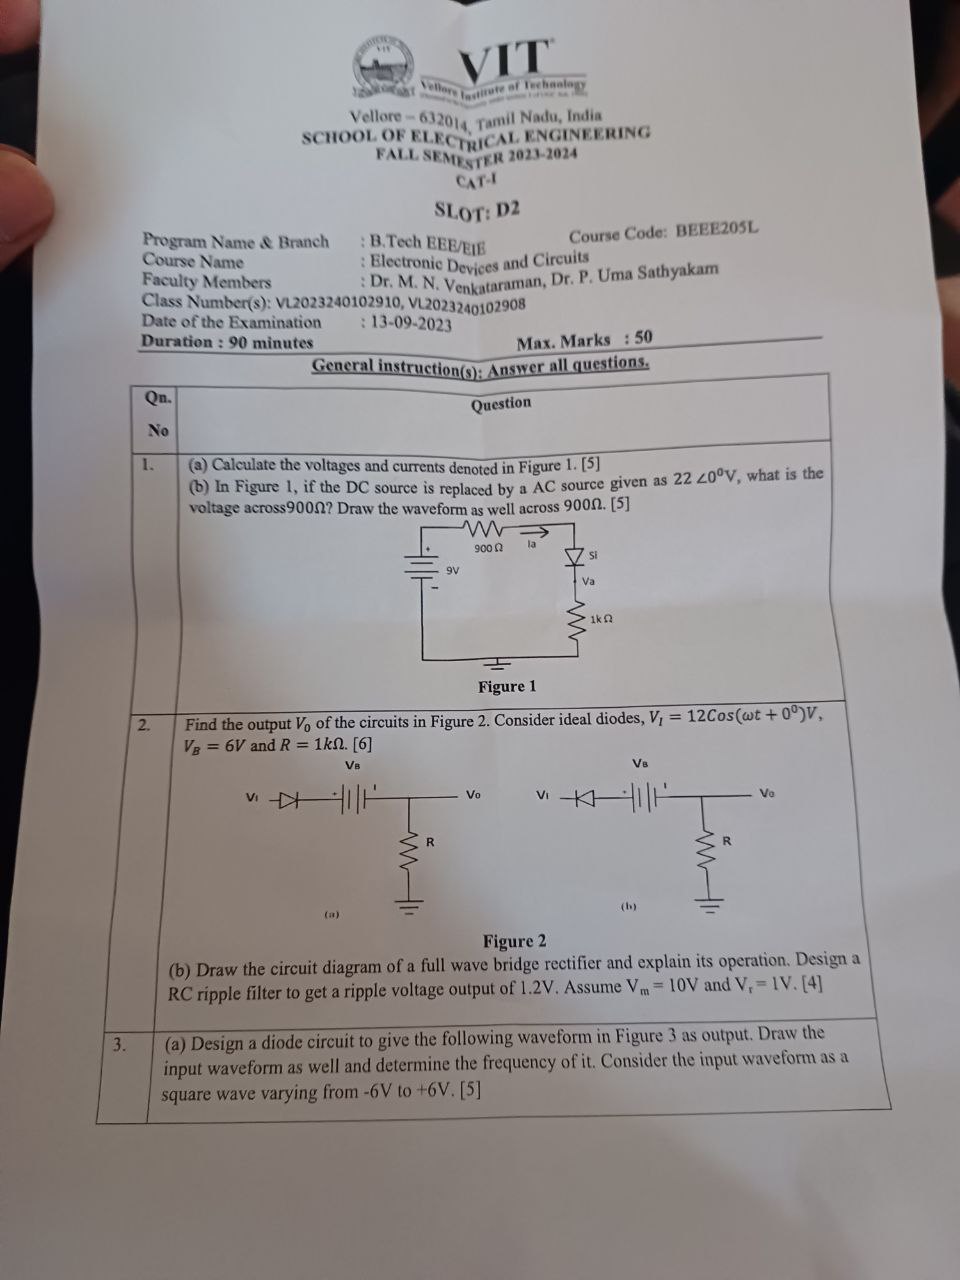 VIT
Vellore Institute of Technology
Vellore – 632014, Tamil Nadu, India
SCHOOL OF ELECTRICAL ENGINEERING
FALL SEMESTER 2023-2024
CAT-I
SLOT: D2
Program Name & Branch : B.Tech EEE/EIE Course Code: BEEE205L
Course Name : Electronic Devices and Circuits
Faculty Members : Dr. M. N. Venkataraman, Dr. P. Uma Sathyakam
Class Number(s): VL2023240102910, VL2023240102908
Date of the Examination : 13-09-2023
Duration : 90 minutes Max. Marks : 50
General instruction(s): Answer all questions.
Qn. No
Question
1. (a) Calculate the voltages and currents denoted in Figure 1. [5]
(b) In Figure 1, if the DC source is replaced by a AC source given as 22 ∠0⁰V, what is the
voltage across900Ω? Draw the waveform as well across 900Ω. [5]
900 Ω
Ia
+
9V
-
Si
Va
1k Ω
Figure 1
2. Find the output V₀ of the circuits in Figure 2. Consider ideal diodes, V_I = 12Cos(ωt + 0⁰)V,
V_B = 6V and R = 1kΩ. [6]
VB
VI
+
-
Vo
R
(a)
VB
VI
+
-
Vo
R
(b)
Figure 2
(b) Draw the circuit diagram of a full wave bridge rectifier and explain its operation. Design a
RC ripple filter to get a ripple voltage output of 1.2V. Assume Vm = 10V and Vr = 1V. [4]
3. (a) Design a diode circuit to give the following waveform in Figure 3 as output. Draw the
input waveform as well and determine the frequency of it. Consider the input waveform as a
square wave varying from -6V to +6V. [5]